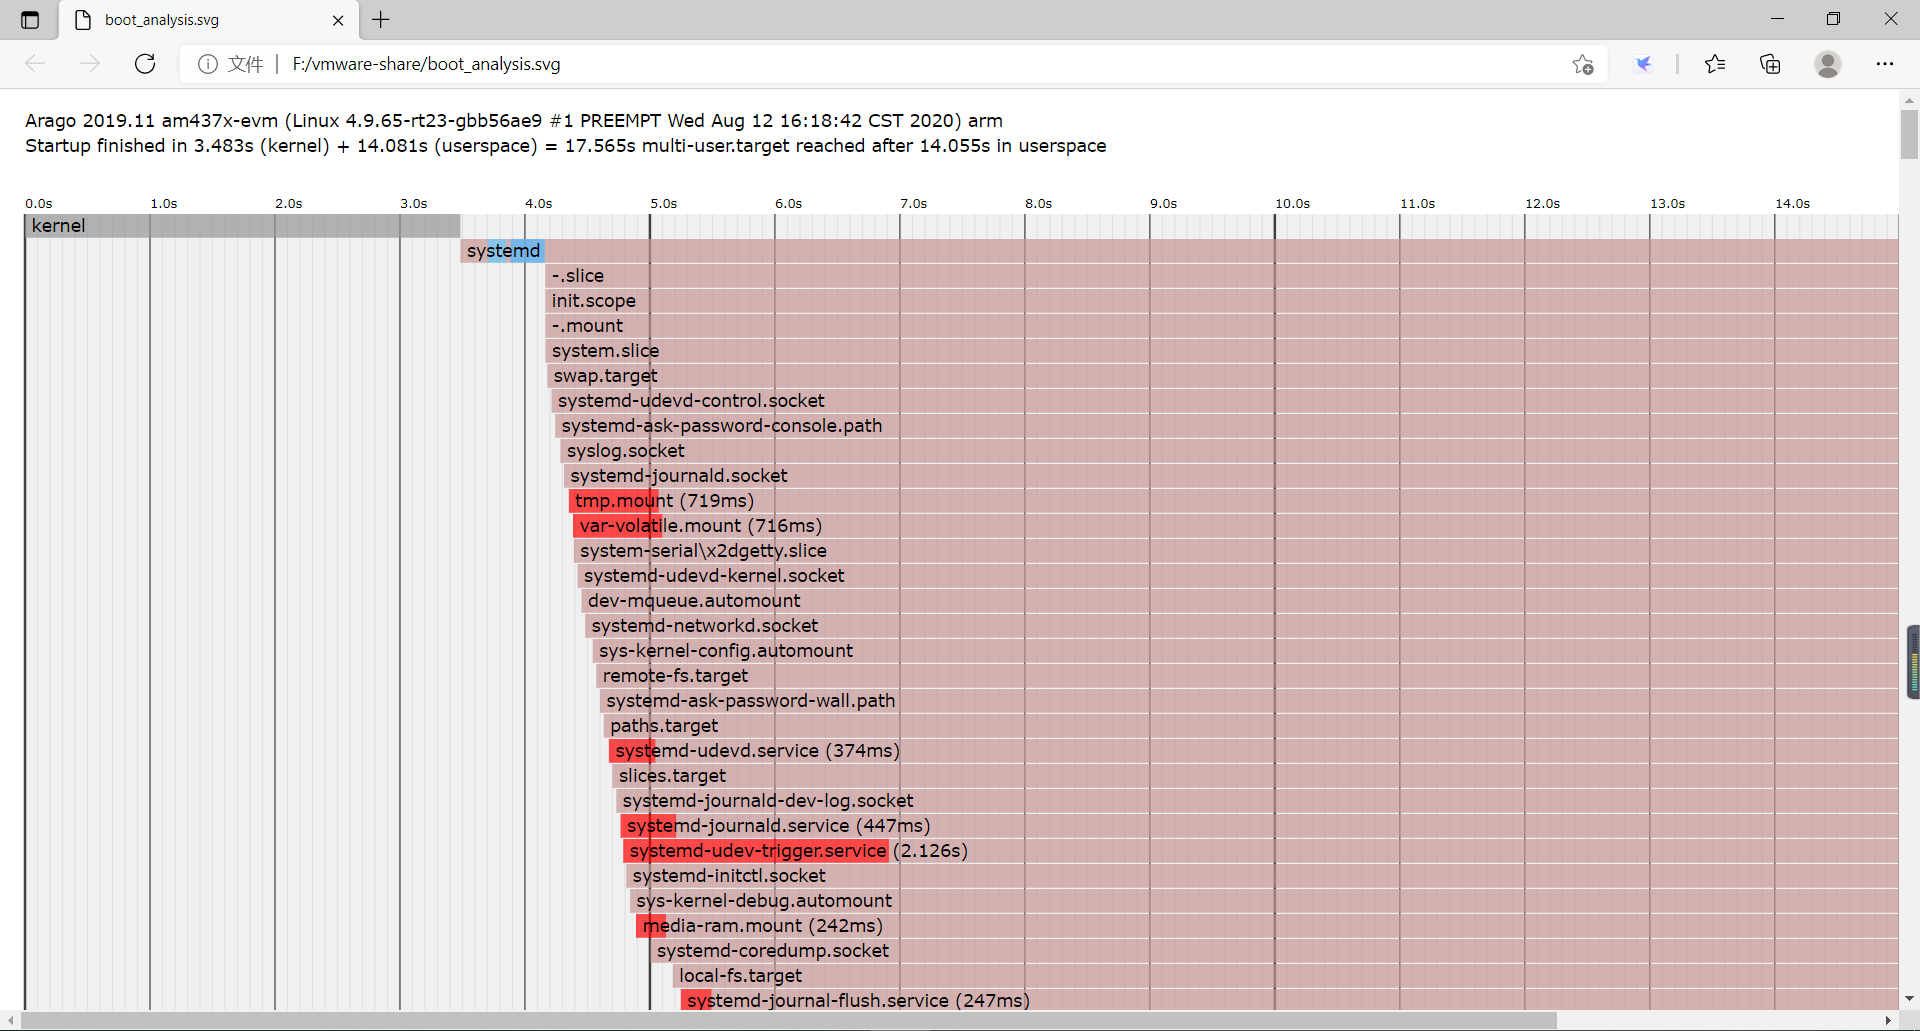 boot_analysis.svg
文件
F:/vmware-share/boot_analysis.svg
Arago 2019.11 am437x-evm (Linux 4.9.65-rt23-gbb56ae9 #1 PREEMPT Wed Aug 12 16:18:42 CST 2020) arm
Startup finished in 3.483s (kernel) + 14.081s (userspace) = 17.565s multi-user.target reached after 14.055s in userspace
0.0s 1.0s 2.0s 3.0s 4.0s 5.0s 6.0s 7.0s 8.0s 9.0s 10.0s 11.0s 12.0s 13.0s 14.0s
kernel
systemd
-.slice
init.scope
-.mount
system.slice
swap.target
systemd-udevd-control.socket
systemd-ask-password-console.path
syslog.socket
systemd-journald.socket
tmp.mount (719ms)
var-volatile.mount (716ms)
system-serial\x2dgetty.slice
systemd-udevd-kernel.socket
dev-mqueue.automount
systemd-networkd.socket
sys-kernel-config.automount
remote-fs.target
systemd-ask-password-wall.path
paths.target
systemd-udevd.service (374ms)
slices.target
systemd-journald-dev-log.socket
systemd-journald.service (447ms)
systemd-udev-trigger.service (2.126s)
systemd-initctl.socket
sys-kernel-debug.automount
media-ram.mount (242ms)
systemd-coredump.socket
local-fs.target
systemd-journal-flush.service (247ms)